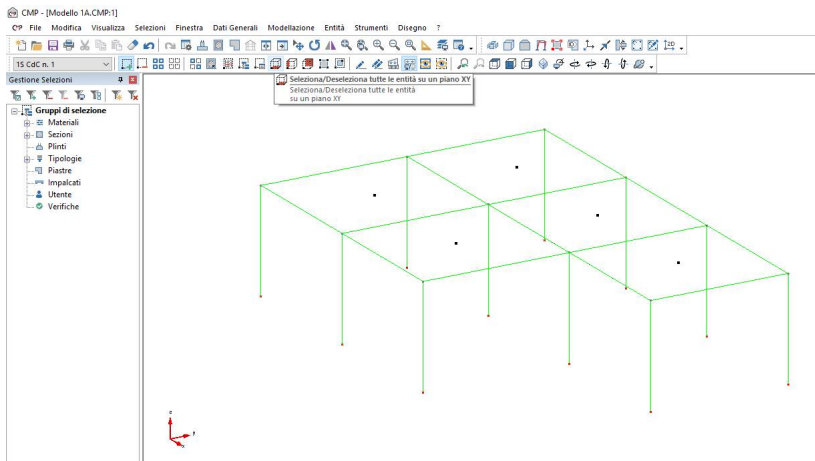 CMP - [Modello 1A.CMP:1]
File Modifica Visualizza Selezioni Finestra Dati Generali Modellazione Entità Strumenti Disegno ?
1S CdC n. 1
Seleziona/Deseleziona tutte le entità su un piano XY
Seleziona/Deseleziona tutte le entità
su un piano XY
Gestione Selezioni
Gruppi di selezione
Materiali
Sezioni
Plinti
Tipologie
Piastre
Impalcati
Utente
Verifiche